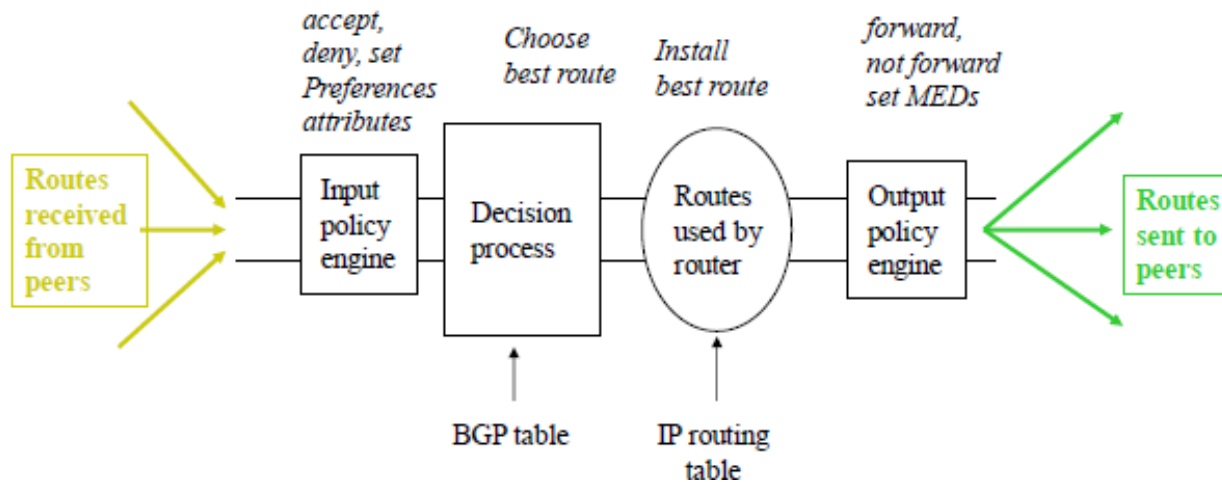 accept,
deny, set
Preferences
attributes
Choose
best route
Install
best route
forward,
not forward
set MEDs
Routes
received
from
peers
Input
policy
engine
Decision
process
Routes
used by
router
Output
policy
engine
Routes
sent to
peers
BGP table
IP routing
table